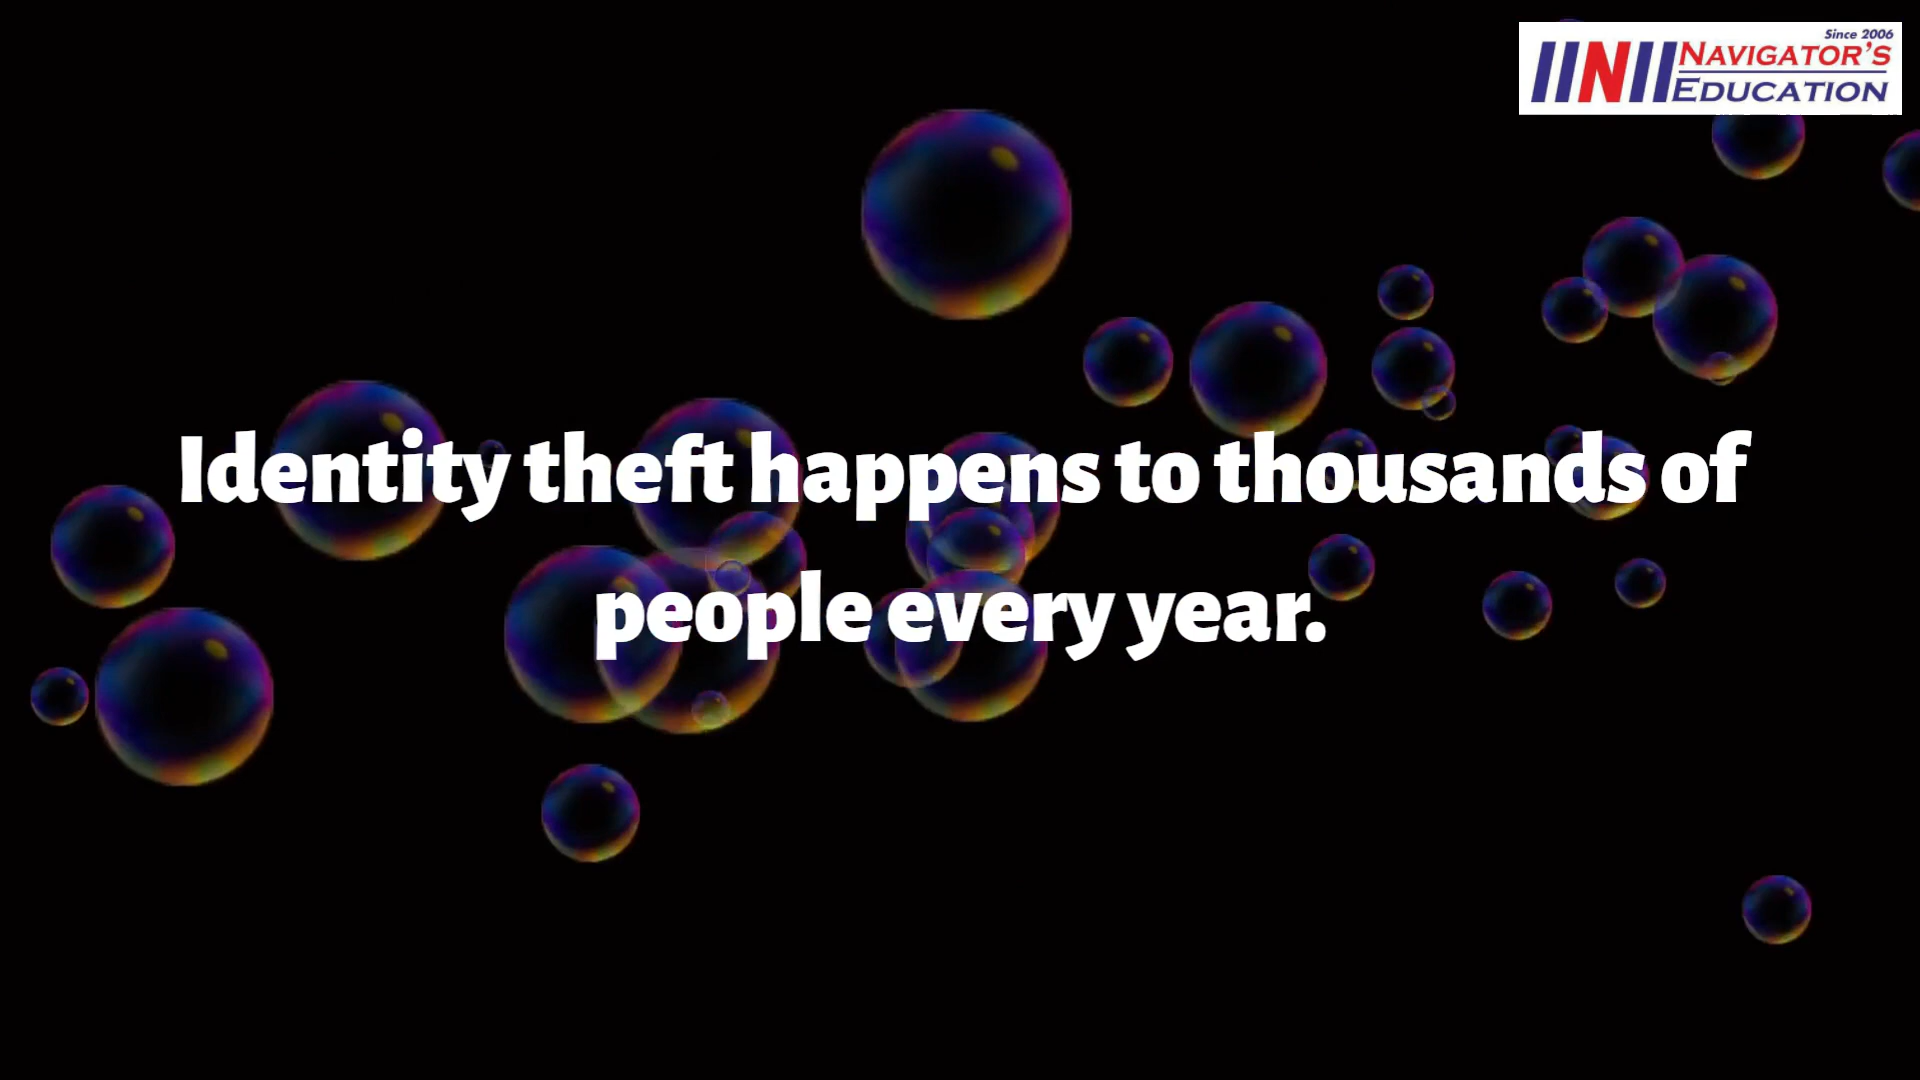 Since 2006
NAVIGATOR'S
EDUCATION
Identity theft happens to thousands of
people every year.